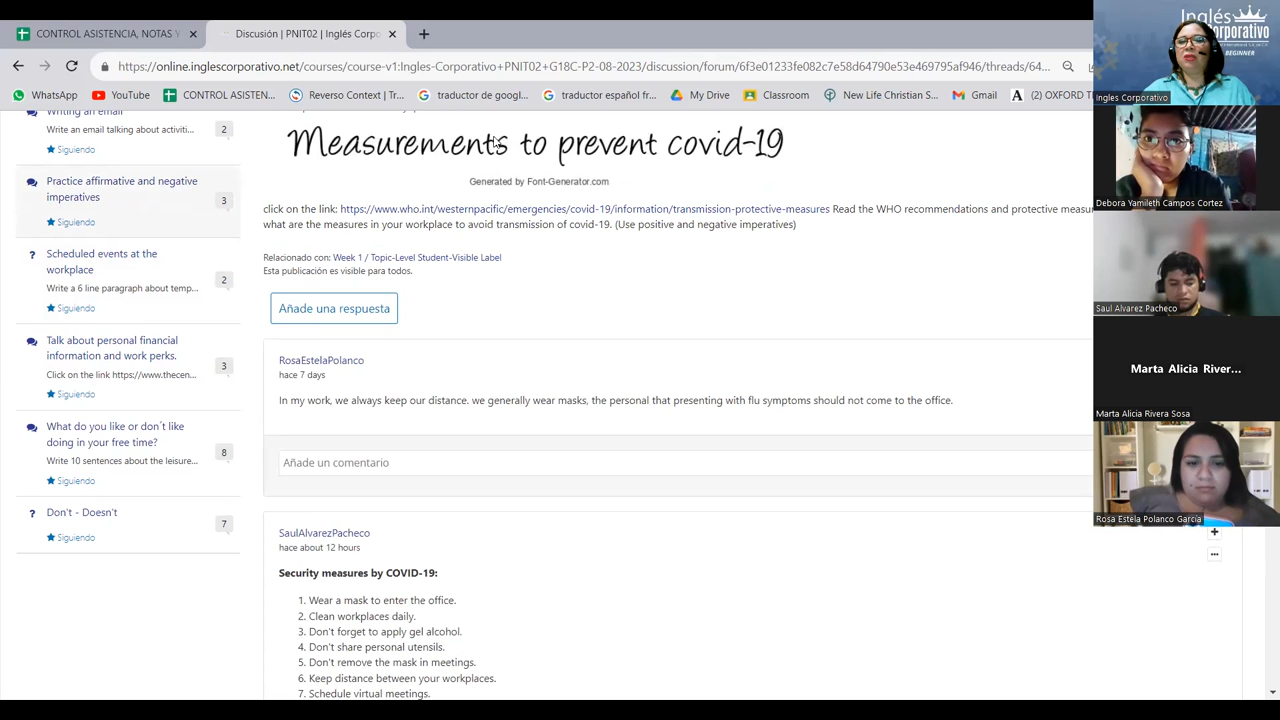 CONTROL ASISTENCIA, NOTAS Y
Discusión | PNIT02 | Inglés Corpo
https://online.inglescorporativo.net/courses/course-v1:Ingles-Corporativo+PNIT02+G18C-P2-08-2023/discussion/forum/6f3e01233fe082c7e58d64790e53e469795af946/threads/64...
WhatsApp
YouTube
CONTROL ASISTEN...
Reverso Context | Tr...
traductor de googl...
traductor español fr...
My Drive
Classroom
New Life Christian S...
Gmail
(2) OXFORD T
Writing an email
Write an email talking about activiti...
2
Siguiendo
Practice affirmative and negative
imperatives
3
Siguiendo
Scheduled events at the
workplace
Write a 6 line paragraph about temp...
2
Siguiendo
Talk about personal financial
information and work perks.
Click on the link https://www.thecen...
3
Siguiendo
What do you like or don´t like
doing in your free time?
Write 10 sentences about the leisure...
8
Siguiendo
Don't - Doesn't
7
Siguiendo
Measurements to prevent covid-19
Generated by Font-Generator.com
click on the link: https://www.who.int/westernpacific/emergencies/covid-19/information/transmission-protective-measures Read the WHO recommendations and protective measu
what are the measures in your workplace to avoid transmission of covid-19. (Use positive and negative imperatives)
Relacionado con: Week 1 / Topic-Level Student-Visible Label
Esta publicación es visible para todos.
Añade una respuesta
RosaEstelaPolanco
hace 7 days
In my work, we always keep our distance. we generally wear masks, the personal that presenting with flu symptoms should not come to the office.
Añade un comentario
SaulAlvarezPacheco
hace about 12 hours
Security measures by COVID-19:
1. Wear a mask to enter the office.
2. Clean workplaces daily.
3. Don't forget to apply gel alcohol.
4. Don't share personal utensils.
5. Don't remove the mask in meetings.
6. Keep distance between your workplaces.
7. Schedule virtual meetings.
Inglés
Corporativo
BEGINNER
Ingles Corporativo
Debora Yamileth Campos Cortez
Saul Alvarez Pacheco
Marta Alicia River...
Marta Alicia Rivera Sosa
Rosa Estela Polanco García